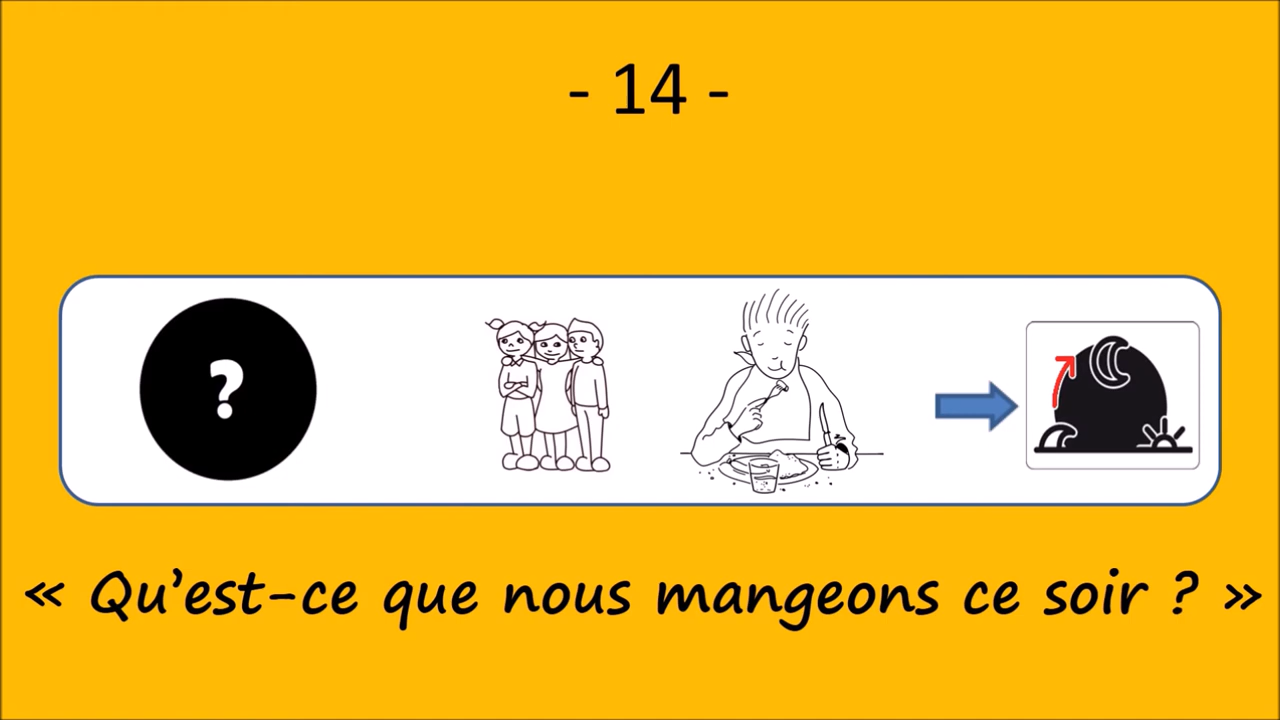 - 14 -
?
« Qu’est-ce que nous mangeons ce soir ? »